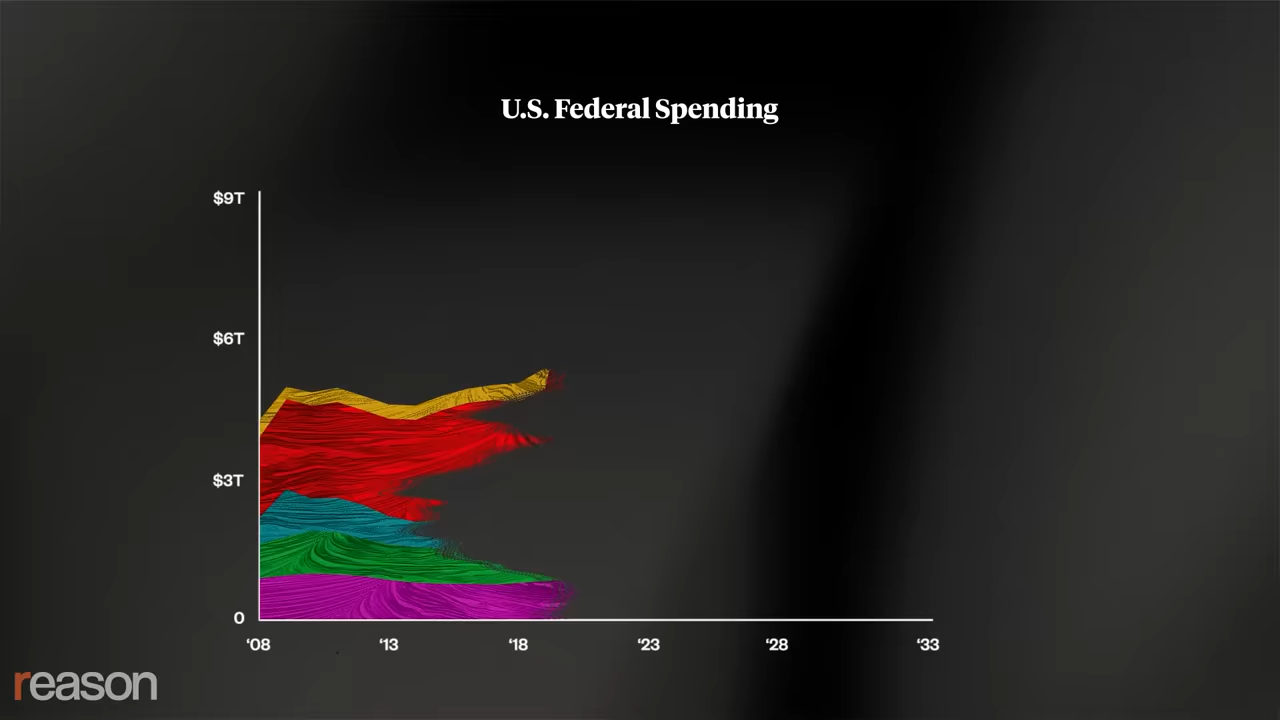 U.S. Federal Spending
$9T
$6T
$3T
0
‘08
‘13
‘18
‘23
‘28
‘33
reason